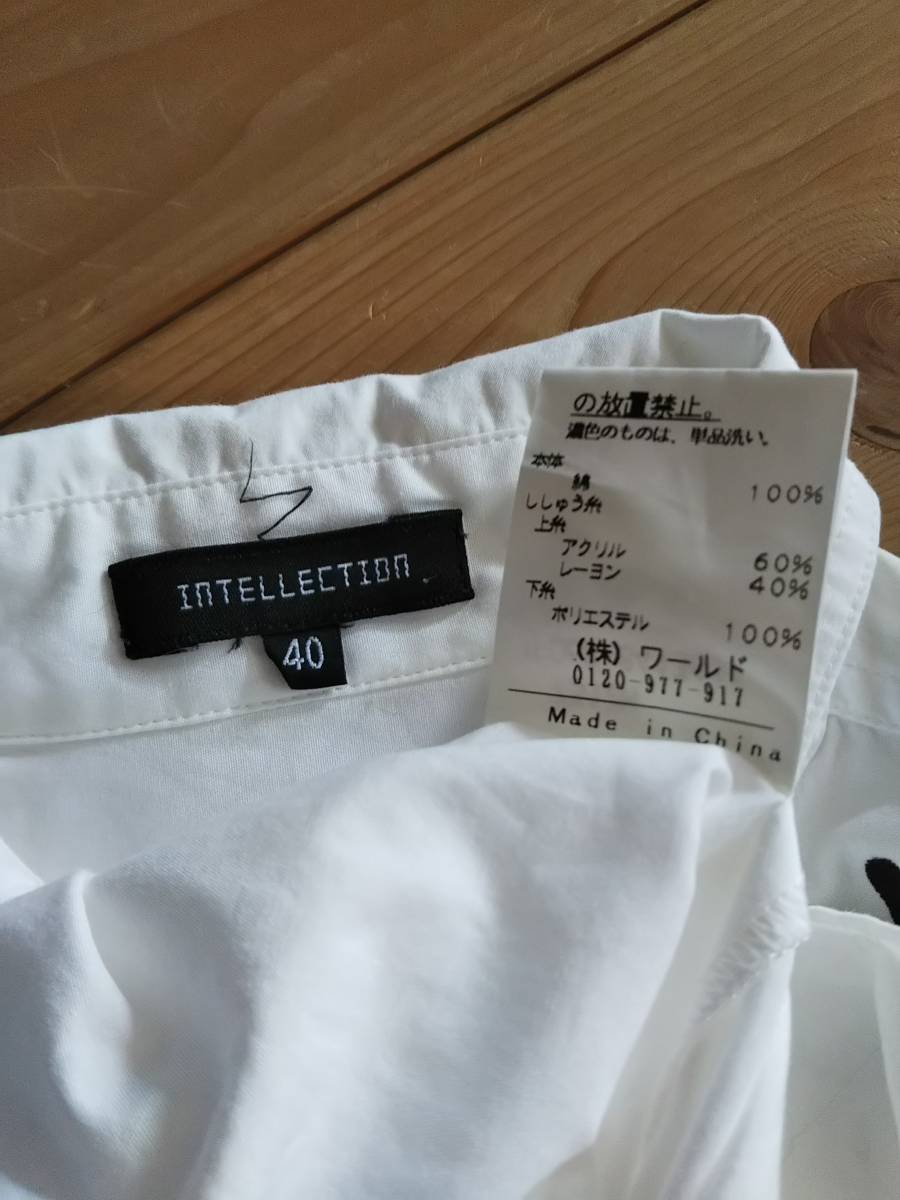 INTELLECTION
40
の放置禁止。
濃色のものは、単品洗い。
本体
綿 100%
ししゅう糸
上糸
アクリル 60%
レーヨン 40%
下糸
ポリエステル 100%
(株) ワールド
0120-977-917
Made in China